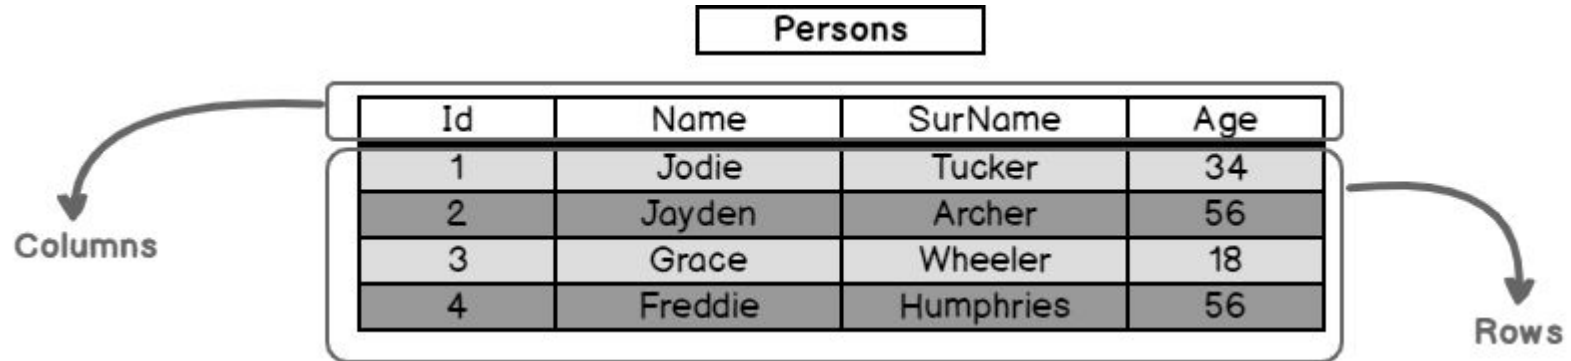 Persons
Id Name SurName Age
1 Jodie Tucker 34
2 Jayden Archer 56
3 Grace Wheeler 18
4 Freddie Humphries 56
Columns
Rows